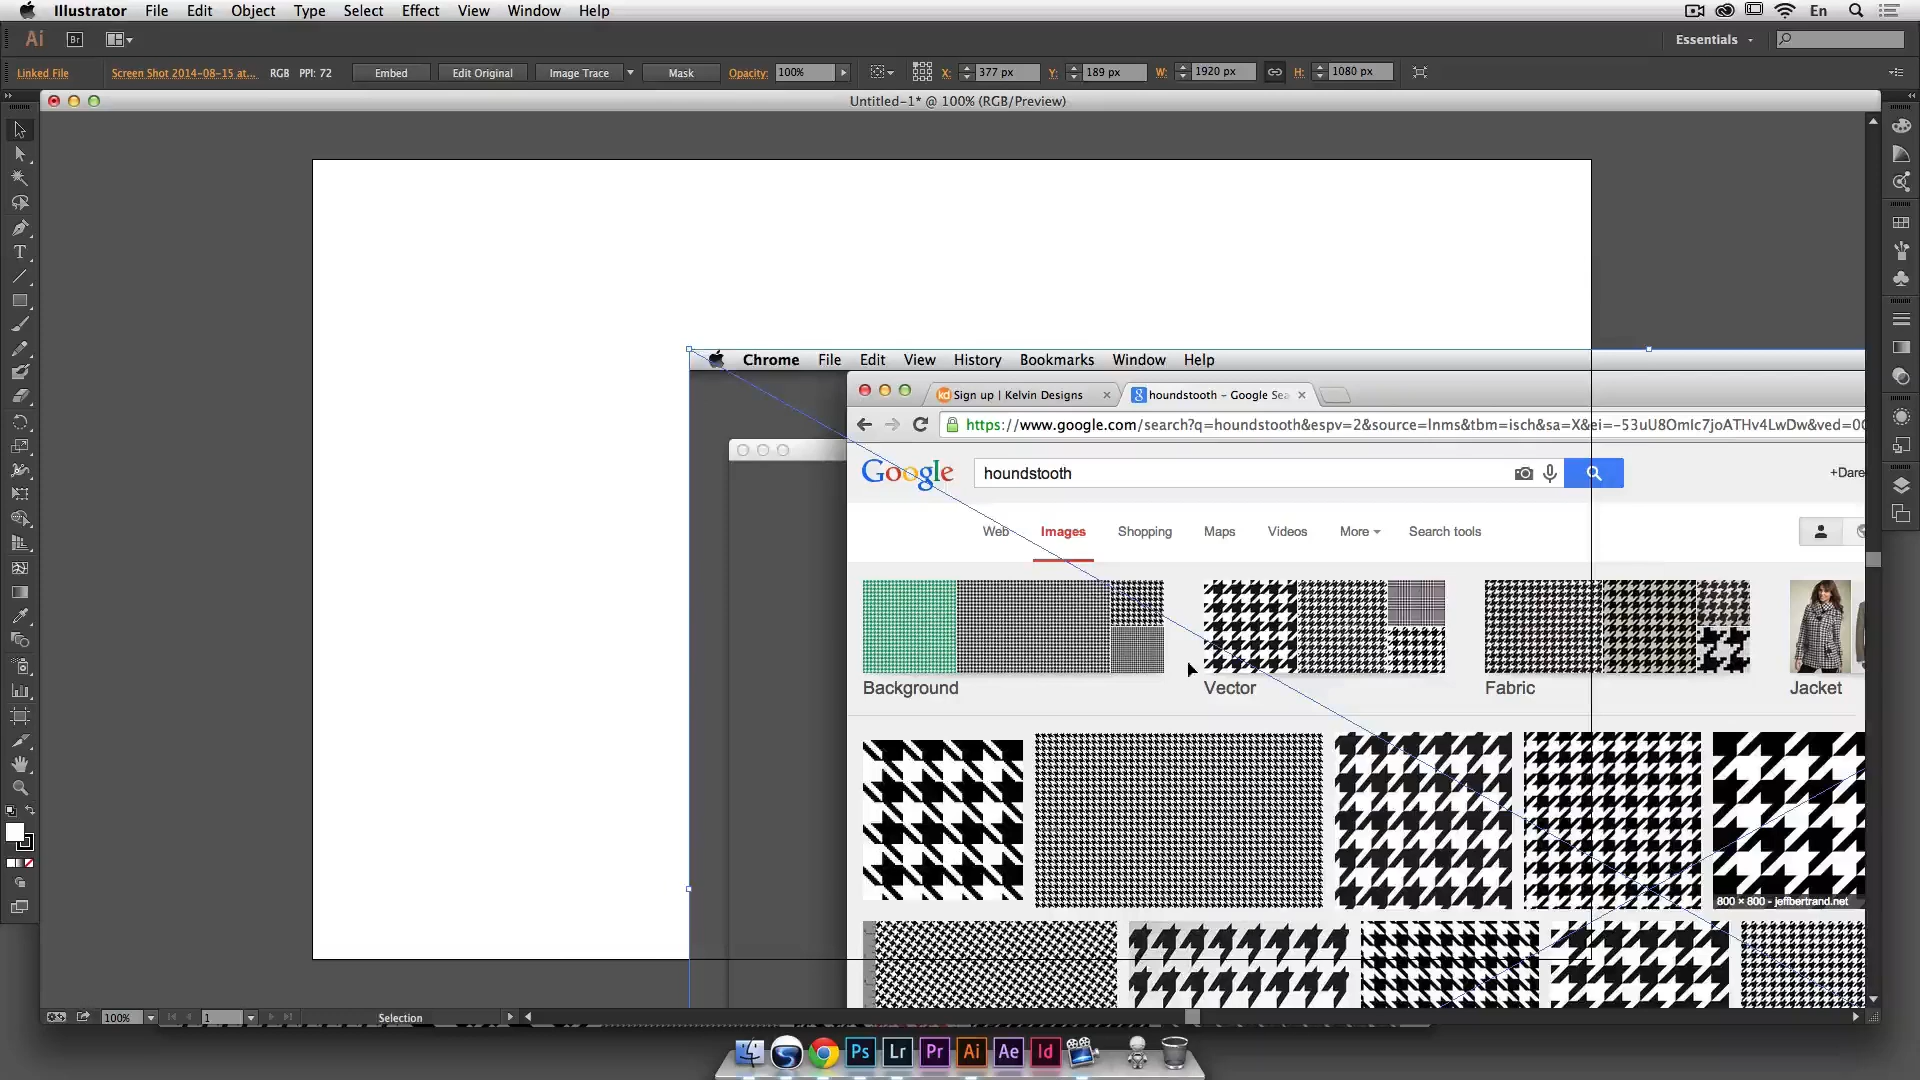 Illustrator File Edit Object Type Select Effect View Window Help En
Ai Br Essentials
Linked File Screen Shot 2014-08-15 at... RGB PPI: 72 Embed Edit Original Image Trace Mask Opacity: 100% X: 377 px Y: 189 px W: 1920 px H: 1080 px
Untitled-1* @ 100% (RGB/Preview)
Chrome File Edit View History Bookmarks Window Help
kd Sign up | Kelvin Designs × houndstooth – Google Sea ×
https://www.google.com/search?q=houndstooth&espv=2&source=lnms&tbm=isch&sa=X&ei=-53uU8OmIc7joATHv4LwDw&ved=0C
Google houndstooth +Dare
Web Images Shopping Maps Videos More Search tools
Background Vector Fabric Jacket
800 × 800 - jeffbertrand.net
100% 1 Selection
Ps Lr Pr Ai Ae Id